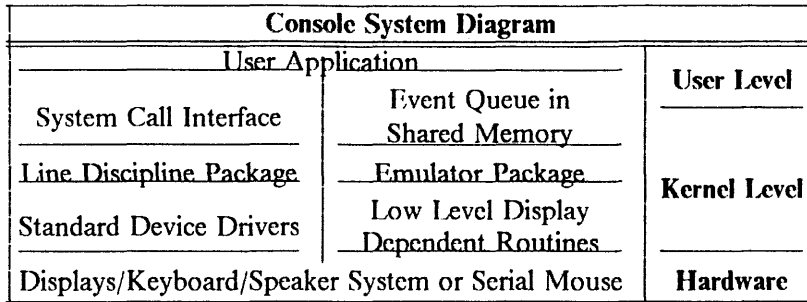 Console System Diagram
User Application
User Level
System Call Interface
Event Queue in
Shared Memory
Line Discipline Package
Emulator Package
Kernel Level
Standard Device Drivers
Low Level Display
Dependent Routines
Displays/Keyboard/Speaker System or Serial Mouse
Hardware